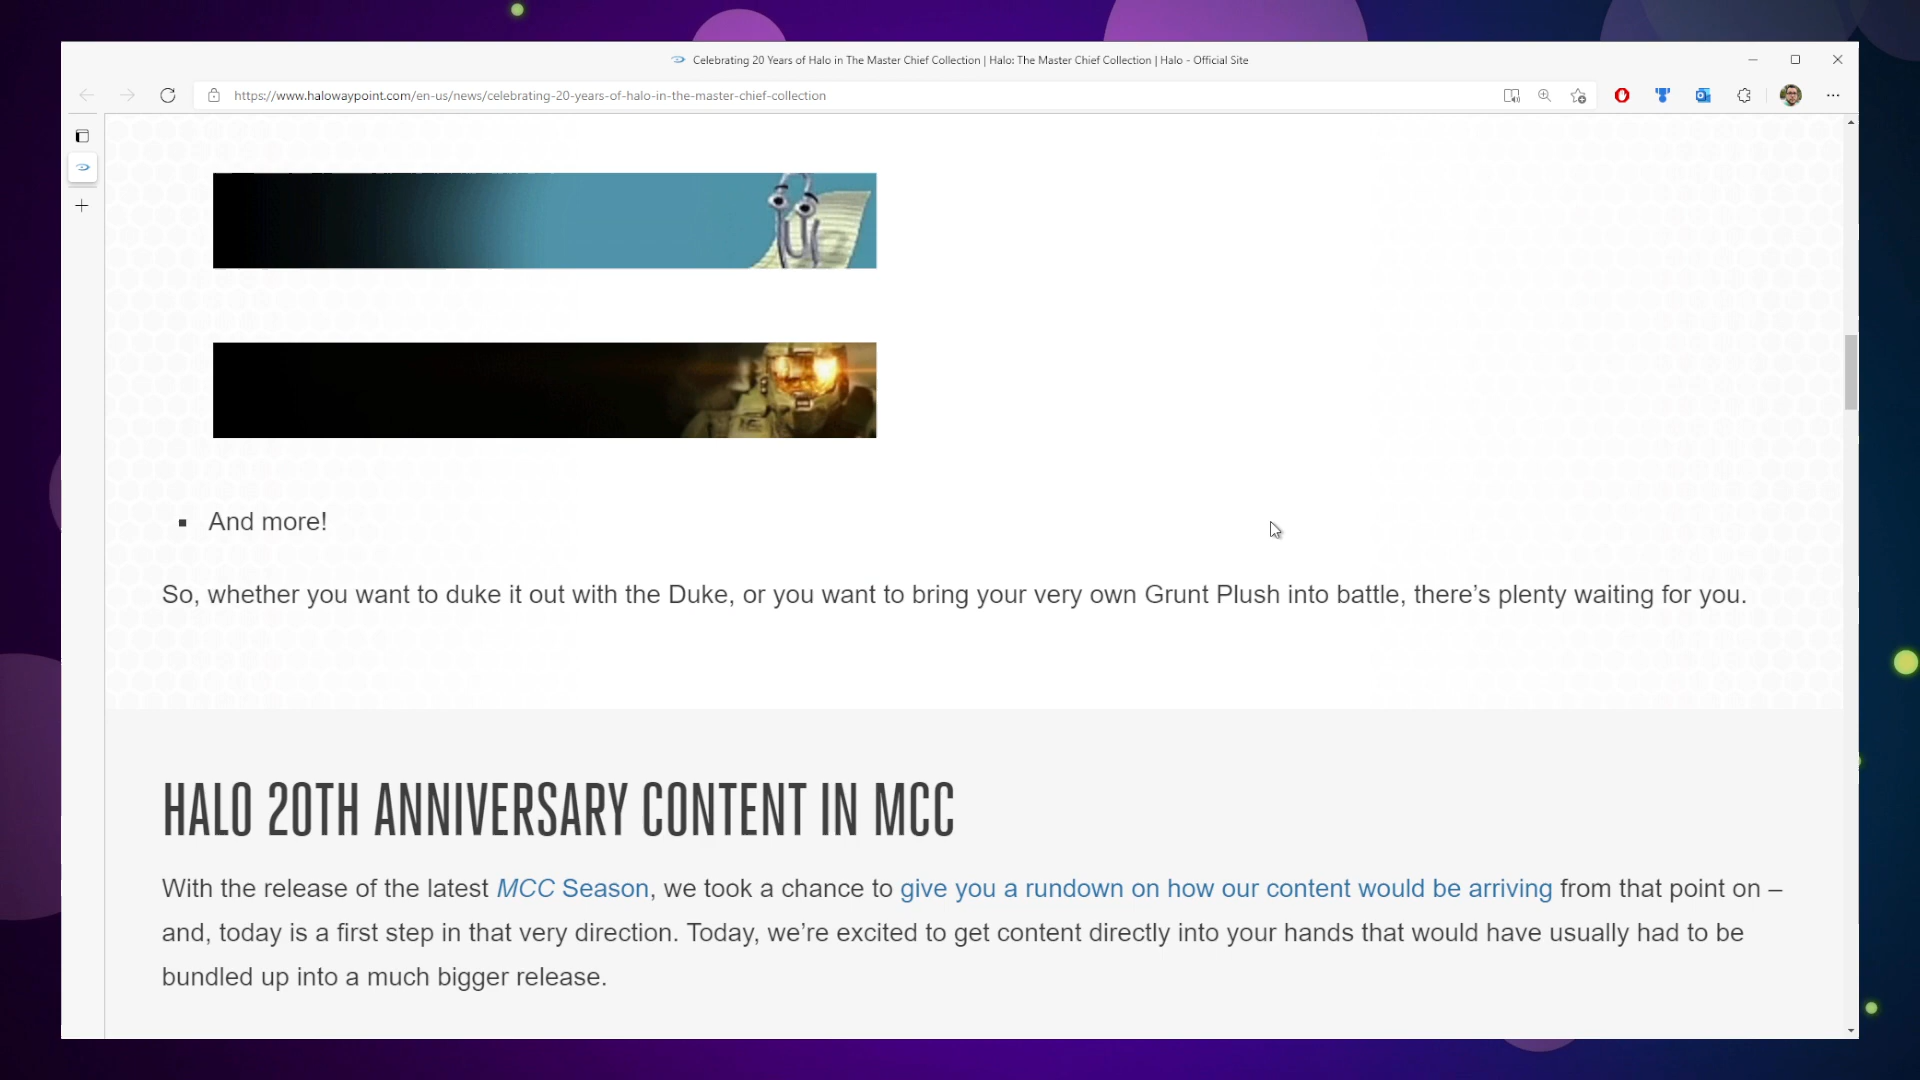 Celebrating 20 Years of Halo in The Master Chief Collection | Halo: The Master Chief Collection | Halo - Official Site
https://www.halowaypoint.com/en-us/news/celebrating-20-years-of-halo-in-the-master-chief-collection
And more!
So, whether you want to duke it out with the Duke, or you want to bring your very own Grunt Plush into battle, there’s plenty waiting for you.
HALO 20TH ANNIVERSARY CONTENT IN MCC
With the release of the latest MCC Season, we took a chance to give you a rundown on how our content would be arriving from that point on –
and, today is a first step in that very direction. Today, we’re excited to get content directly into your hands that would have usually had to be
bundled up into a much bigger release.